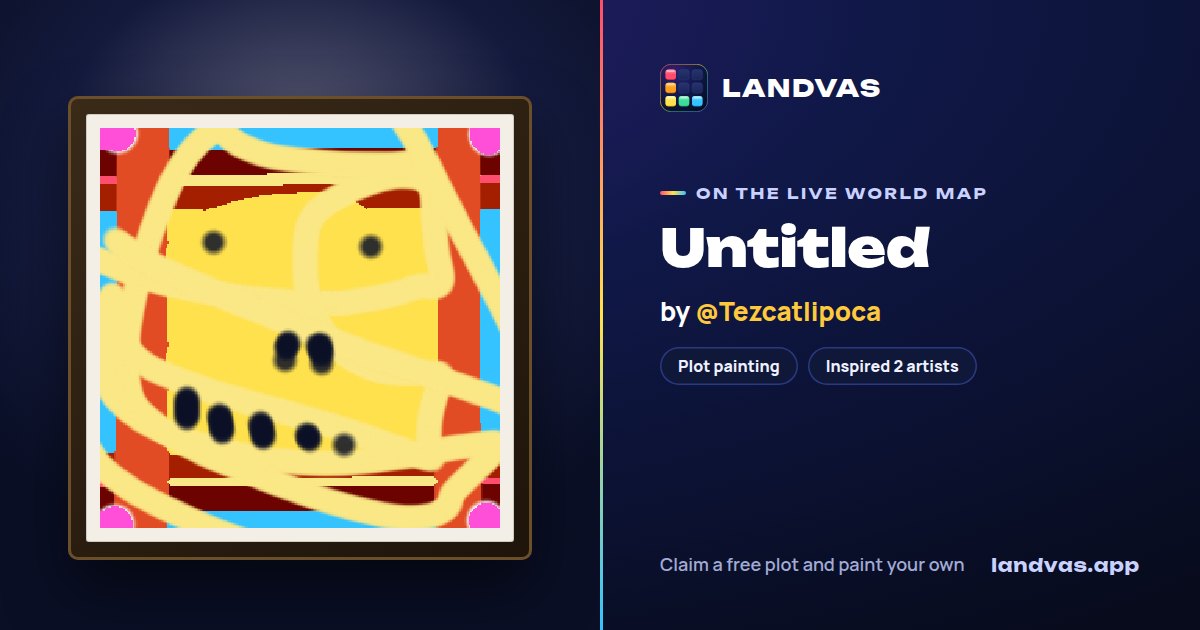 LANDVAS
ON THE LIVE WORLD MAP
Untitled
by @Tezcatlipoca
Plot painting
Inspired 2 artists
Claim a free plot and paint your own
landvas.app